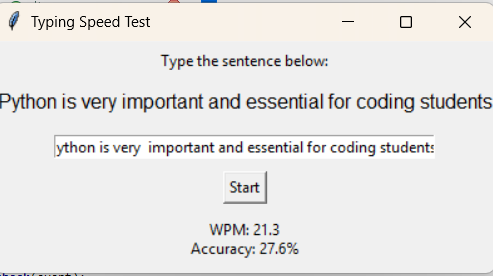 Typing Speed Test
Type the sentence below:
Python is very important and essential for coding students
ython is very  important and essential for coding students
Start
WPM: 21.3
Accuracy: 27.6%